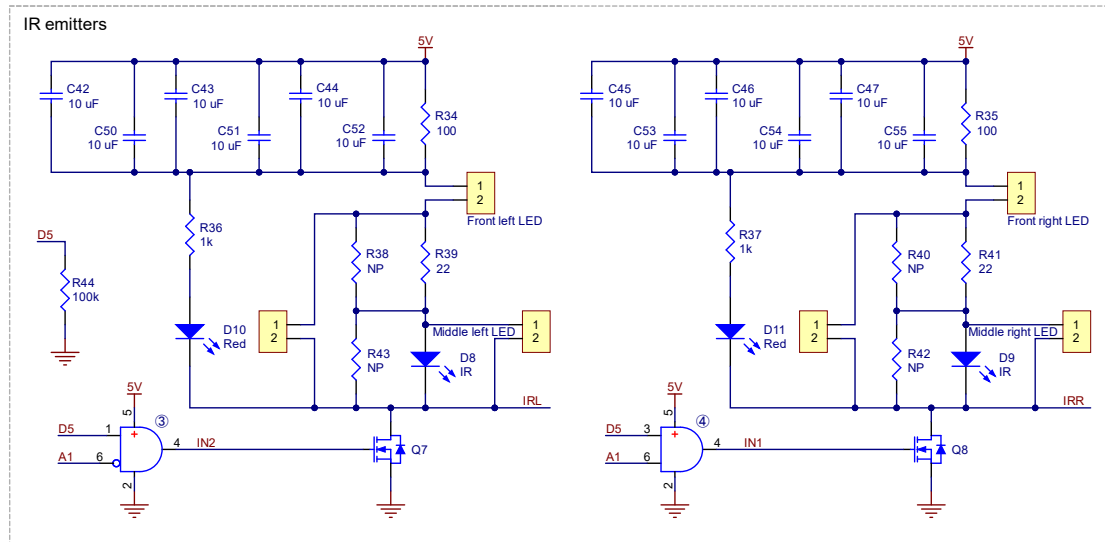 IR emitters
5V
C42
10 uF
C43
10 uF
C44
10 uF
C50
10 uF
C51
10 uF
C52
10 uF
R34
100
1
2
Front left LED
R36
1k
R38
NP
R39
22
D5
R44
100k
D10
Red
1
2
Middle left LED
1
2
R43
NP
D8
IR
IRL
5V
5
③
D5
1
+
A1
6
4
IN2
2
Q7
5V
C45
10 uF
C46
10 uF
C47
10 uF
C53
10 uF
C54
10 uF
C55
10 uF
R35
100
1
2
Front right LED
R37
1k
R40
NP
R41
22
D11
Red
1
2
Middle right LED
1
2
R42
NP
D9
IR
IRR
5V
5
④
D5
3
+
A1
6
4
IN1
2
Q8